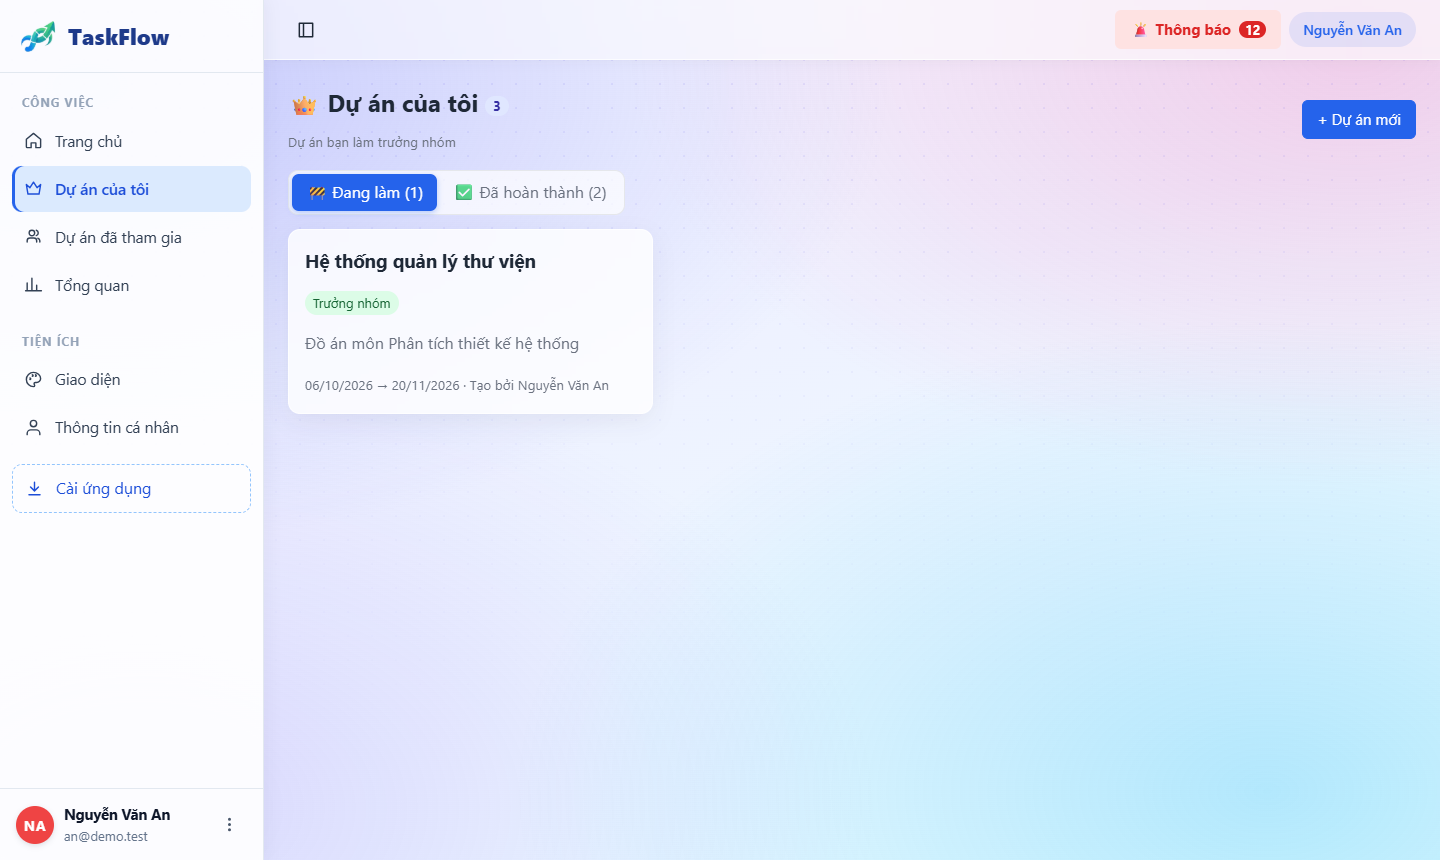 TaskFlow
CÔNG VIỆC
Trang chủ
Dự án của tôi
Dự án đã tham gia
Tổng quan
TIỆN ÍCH
Giao diện
Thông tin cá nhân
Cài ứng dụng
Nguyễn Văn An
an@demo.test
NA
Thông báo 12
Nguyễn Văn An
Dự án của tôi 3
Dự án bạn làm trưởng nhóm
+ Dự án mới
Đang làm (1)
Đã hoàn thành (2)
Hệ thống quản lý thư viện
Trưởng nhóm
Đồ án môn Phân tích thiết kế hệ thống
06/10/2026 → 20/11/2026 · Tạo bởi Nguyễn Văn An